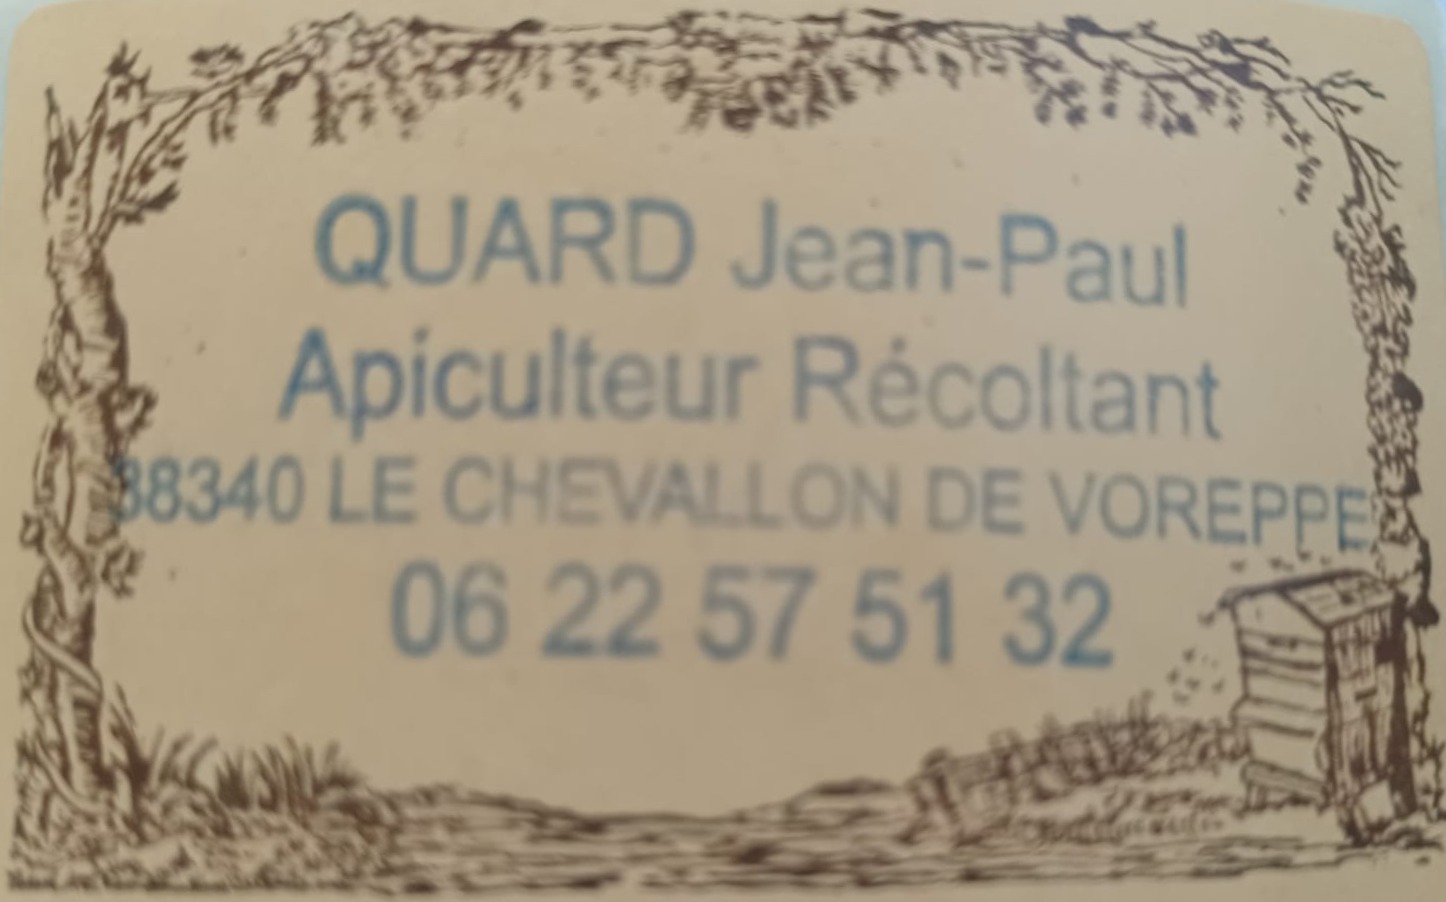 QUARD Jean-Paul
Apiculteur Récoltant
38340 LE CHEVALLON DE VOREPPE
06 22 57 51 32